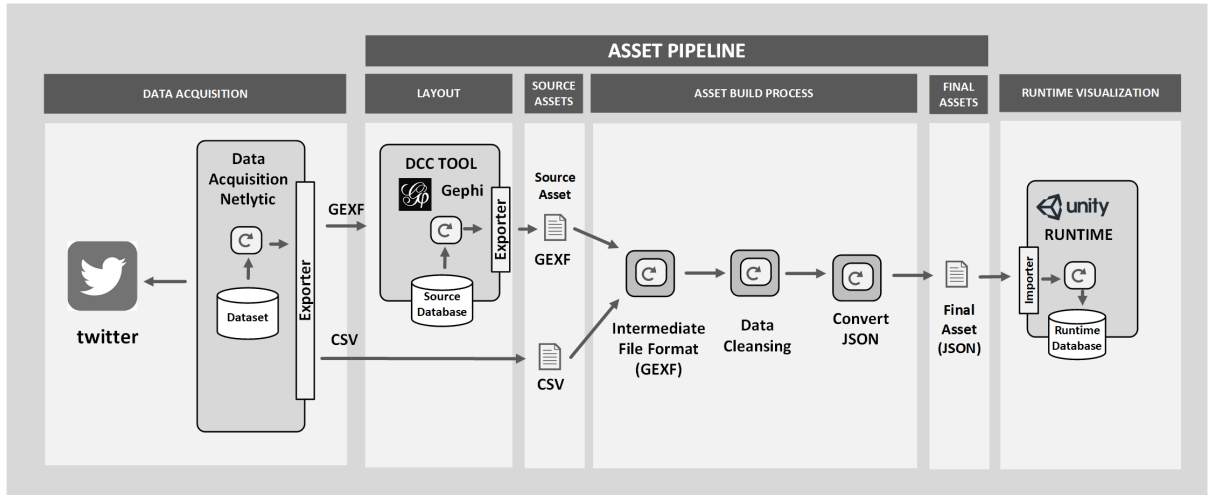 ASSET PIPELINE
DATA ACQUISITION
LAYOUT
SOURCE
ASSETS
ASSET BUILD PROCESS
FINAL
ASSETS
RUNTIME VISUALIZATION
twitter
Data
Acquisition
Netlytic
Dataset
Exporter
GEXF
CSV
DCC TOOL
Gephi
Source
Database
Exporter
Source
Asset
GEXF
CSV
Intermediate
File Format
(GEXF)
Data
Cleansing
Convert
JSON
Final
Asset
(JSON)
unity
RUNTIME
Importer
Runtime
Database